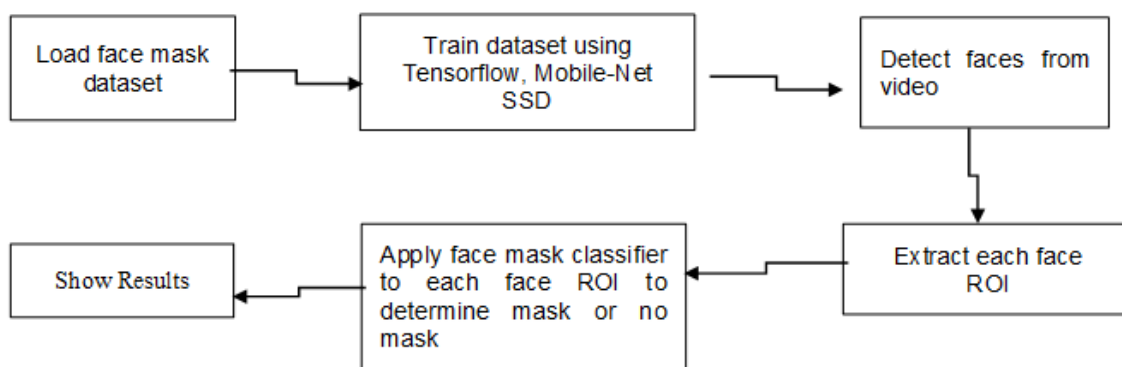 Load face mask
dataset
Train dataset using
Tensorflow, Mobile-Net
SSD
Detect faces from
video
Extract each face
ROI
Apply face mask classifier
to each face ROI to
determine mask or no
mask
Show Results